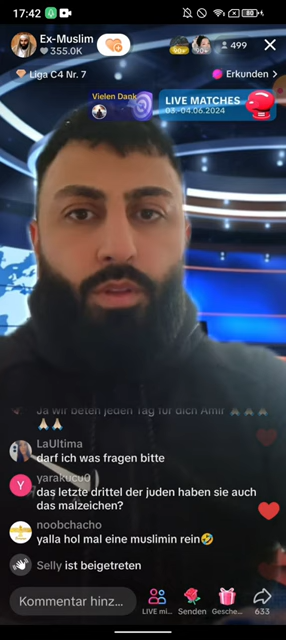 17:42
80
Ex-Muslim
355.0K
90+
499
Liga C4 Nr. 7
Erkunden >
Vielen Dank
LIVE MATCHES
03.-04.06.2024
Ja wir beten jeden Tag für dich Amir 🙏🏻🙏🏻🙏🏻
🙏🏻🙏🏻
LaUltima
darf ich was fragen bitte
Y
yarakucu0
das letzte drittel der juden haben sie auch
das malzeichen?
noobchacho
yalla hol mal eine muslimin rein🤣
Selly ist beigetreten
Kommentar hinz...
LIVE mi...
Senden
Gesche...
633